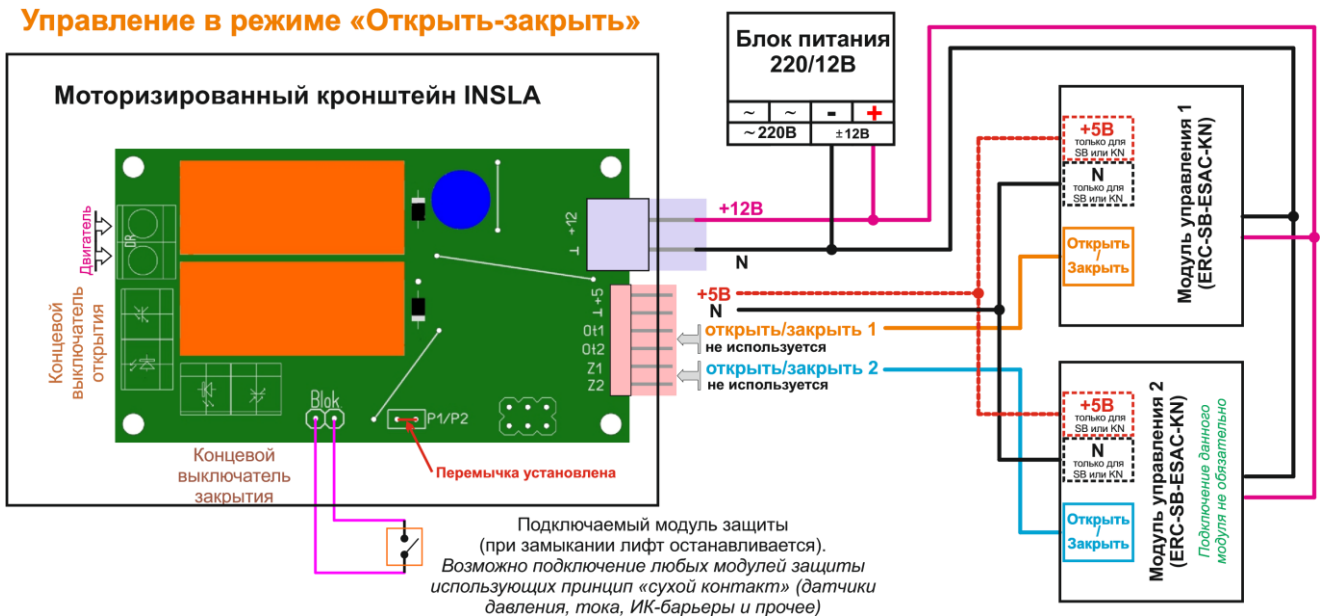 Управление в режиме «Открыть-закрыть»
Моторизированный кронштейн INSLA
Блок питания
220/12В
~ ~ - +
~ 220В ±12В
Двигатель
DR
Концевой
выключатель
открытия
Концевой
выключатель
закрытия
Blok
P1/P2
Перемычка установлена
⊥ +12
⊥ +5
Ot1
Ot2
Z1
Z2
+12В
N
+5В
N
открыть/закрыть 1
не используется
открыть/закрыть 2
не используется
+5В
только для
SB или KN
N
только для
SB или KN
Открыть
/
Закрыть
Модуль управления 1
(ERC-SB-ESAC-KN)
+5В
только для
SB или KN
N
только для
SB или KN
Открыть
/
Закрыть
Модуль управления 2
(ERC-SB-ESAC-KN)
Подключение данного
модуля не обязательно
Подключаемый модуль защиты
(при замыкании лифт останавливается).
Возможно подключение любых модулей защиты
использующих принцип «сухой контакт» (датчики
давления, тока, ИК-барьеры и прочее)